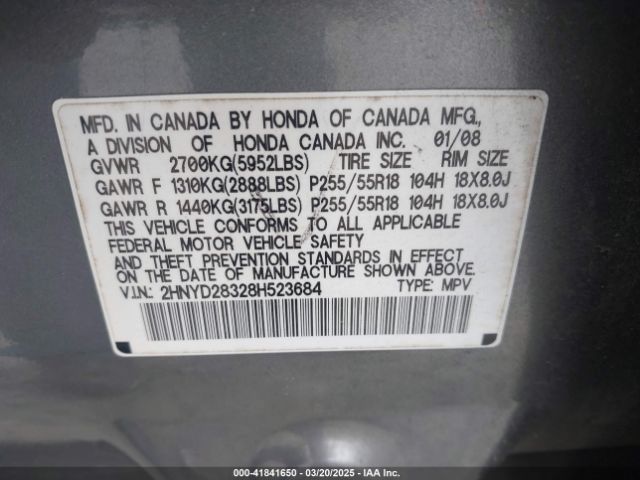 MFD. IN CANADA BY HONDA OF CANADA MFG.,
A DIVISION OF HONDA CANADA INC. 01/08
GVWR 2700KG(5952LBS) TIRE SIZE RIM SIZE
GAWR F 1310KG(2888LBS) P255/55R18 104H 18X8.0J
GAWR R 1440KG(3175LBS) P255/55R18 104H 18X8.0J
THIS VEHICLE CONFORMS TO ALL APPLICABLE
FEDERAL MOTOR VEHICLE SAFETY
AND THEFT PREVENTION STANDARDS IN EFFECT
ON THE DATE OF MANUFACTURE SHOWN ABOVE.
V.I.N.: 2HNYD28328H523684 TYPE: MPV
000-41841650 | 03/20/2025 | IAA Inc.